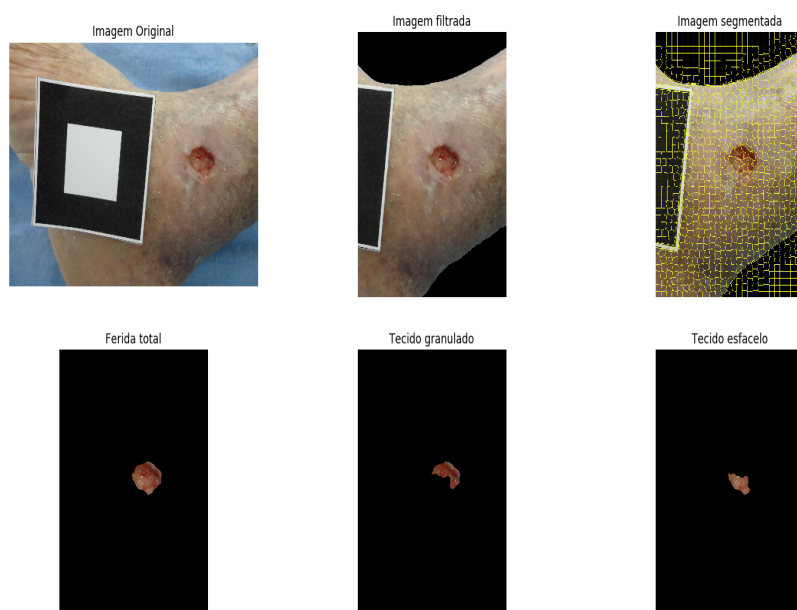 Imagem Original
Imagem filtrada
Imagem segmentada
Ferida total
Tecido granulado
Tecido esfacelo